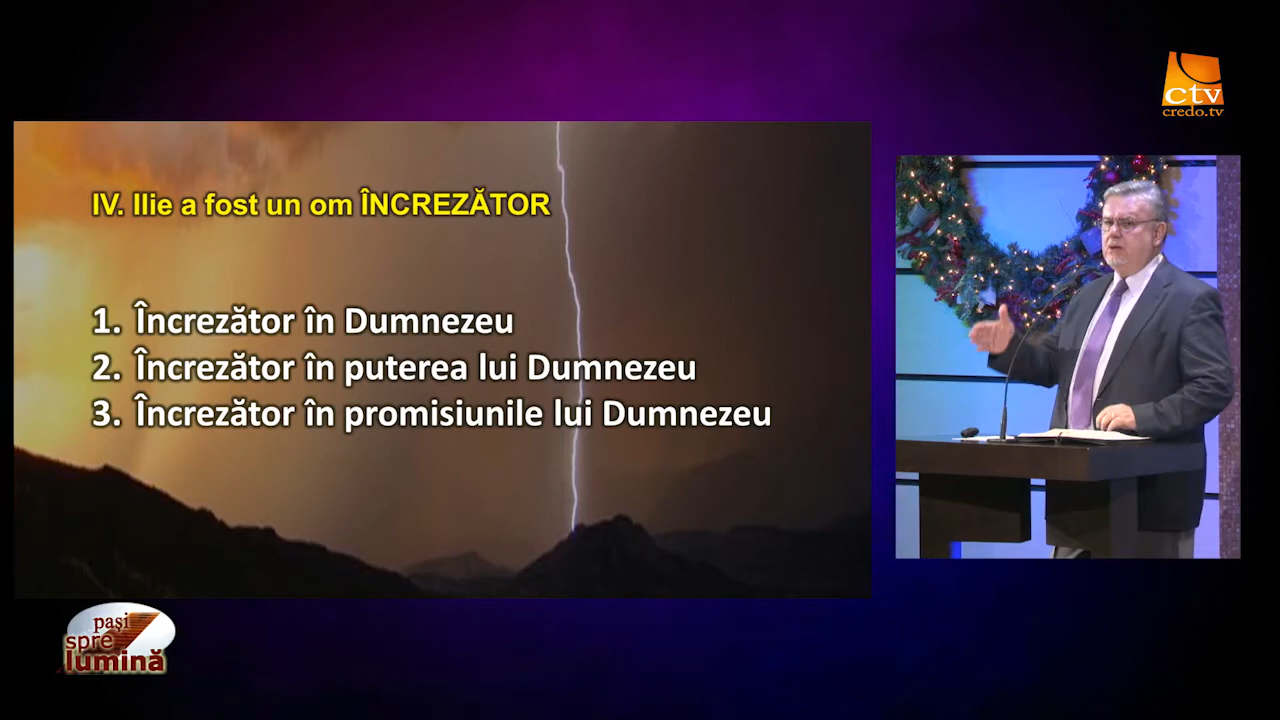 ctv
credo.tv
IV. Ilie a fost un om ÎNCREZĂTOR
1. Încrezător în Dumnezeu
2. Încrezător în puterea lui Dumnezeu
3. Încrezător în promisiunile lui Dumnezeu
paşi
spre
lumină